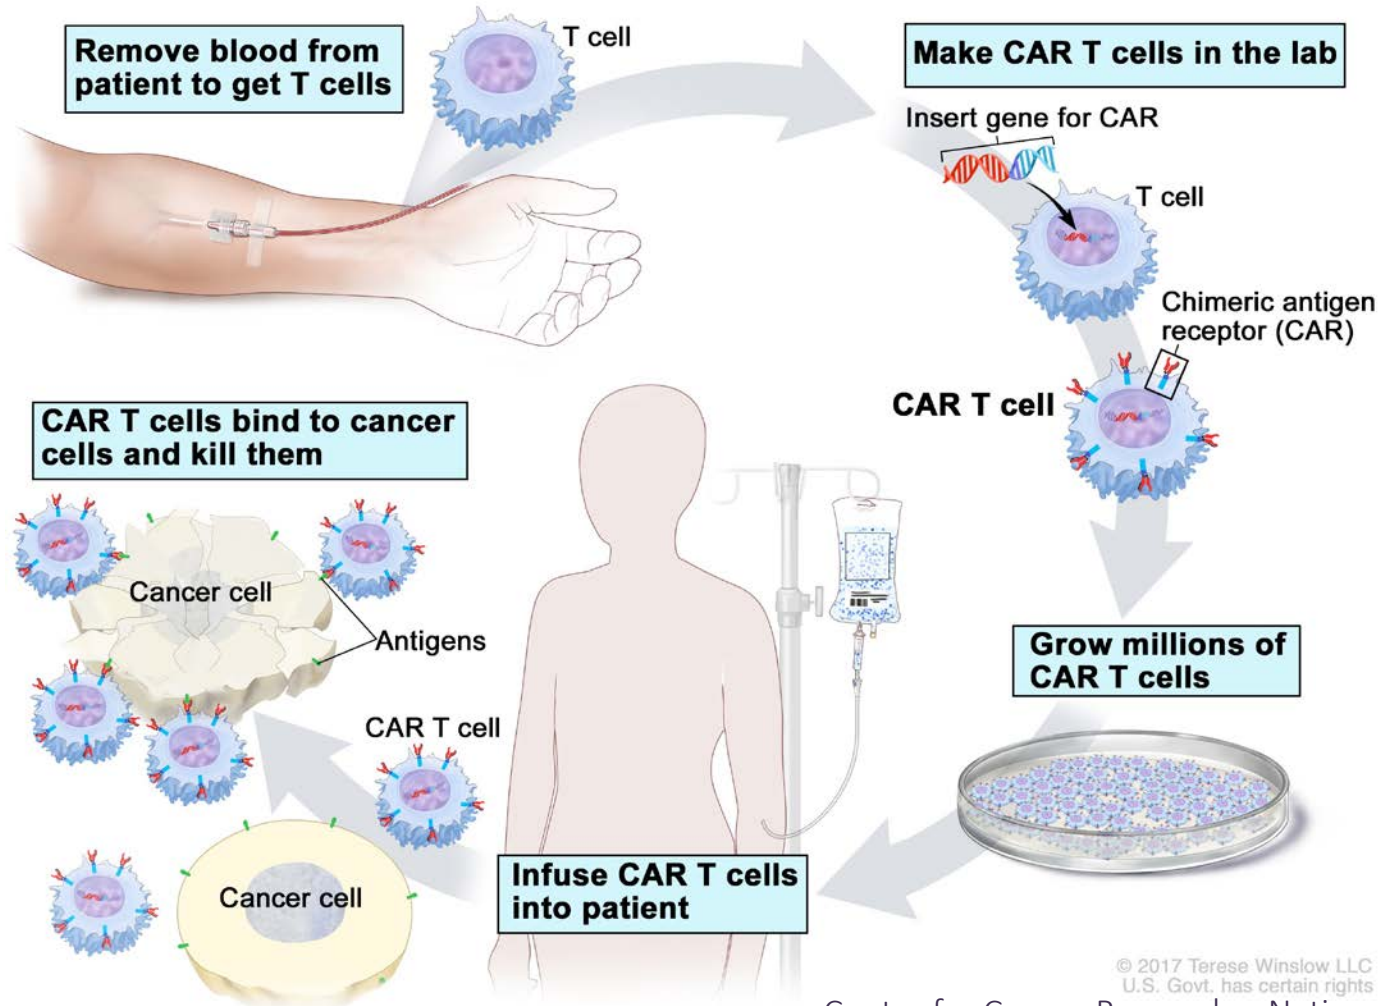 Remove blood from
patient to get T cells
T cell
Make CAR T cells in the lab
Insert gene for CAR
T cell
Chimeric antigen
receptor (CAR)
CAR T cell
Grow millions of
CAR T cells
Infuse CAR T cells
into patient
CAR T cells bind to cancer
cells and kill them
Cancer cell
Antigens
CAR T cell
Cancer cell
© 2017 Terese Winslow LLC
U.S. Govt. has certain rights